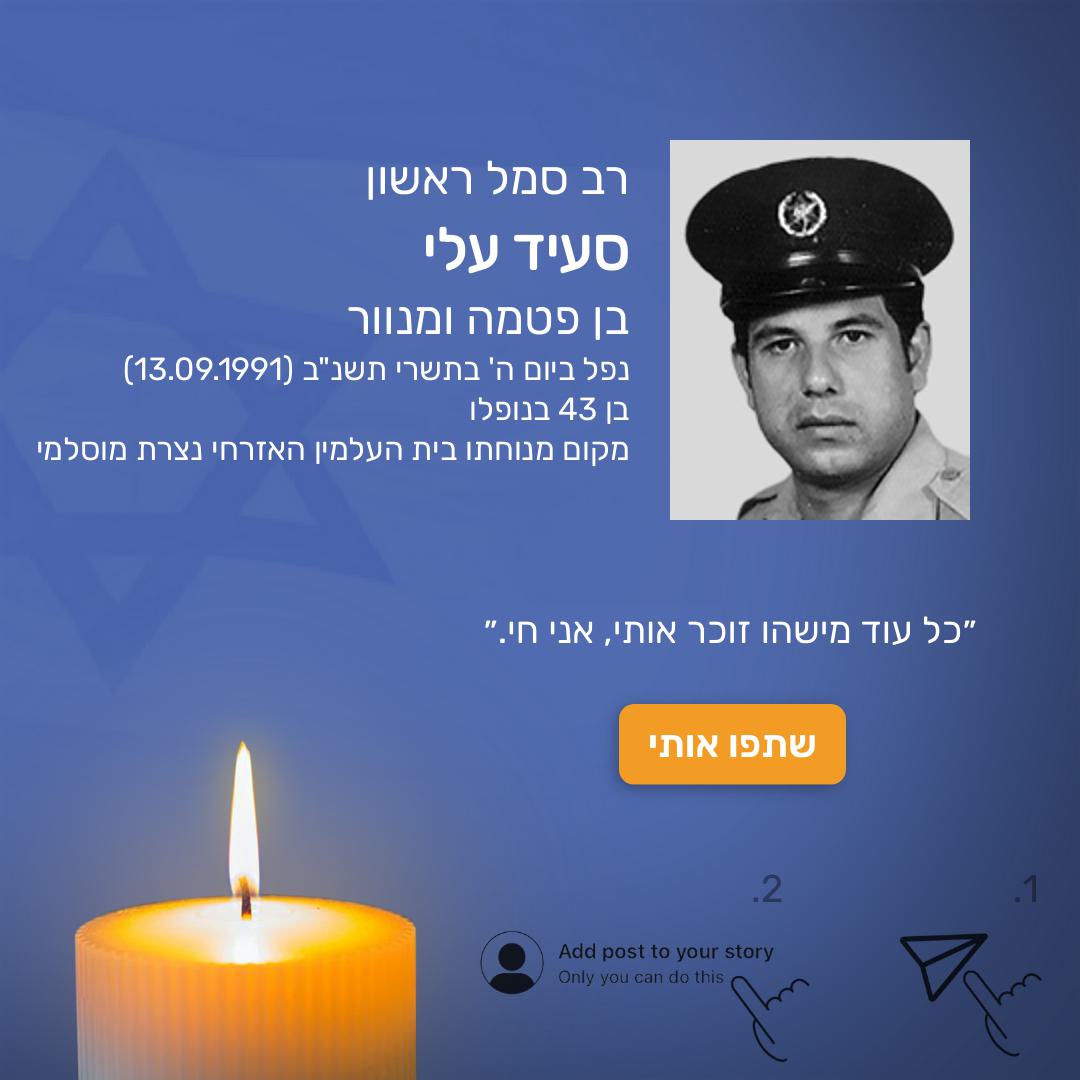 רב סמל ראשון
סעיד עלי
בן פטמה ומנוור
נפל ביום ה' בתשרי תשנ"ב (13.09.1991)
בן 43 בנופלו
מקום מנוחתו בית העלמין האזרחי נצרת מוסלמי
״כל עוד מישהו זוכר אותי, אני חי.״
שתפו אותי
.1
.2
Add post to your story
Only you can do this